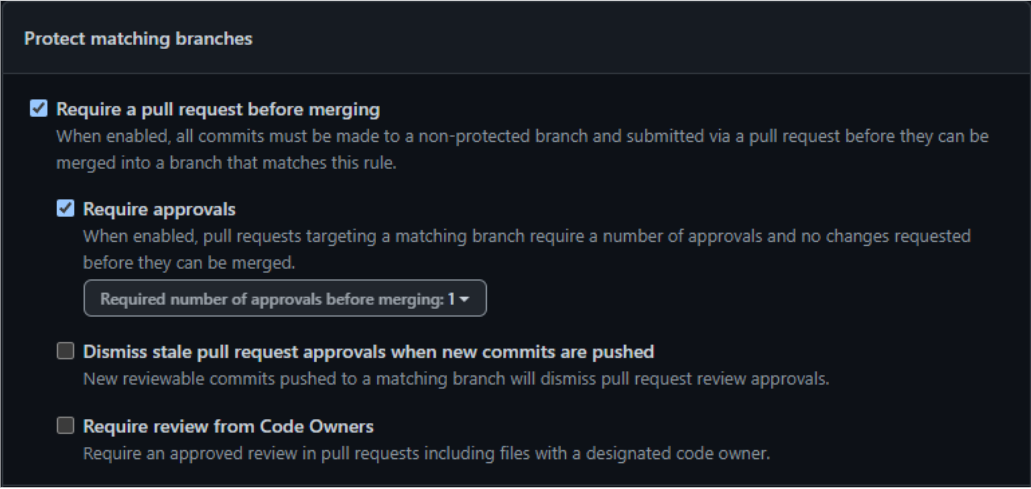 Protect matching branches
Require a pull request before merging
When enabled, all commits must be made to a non-protected branch and submitted via a pull request before they can be
merged into a branch that matches this rule.
Require approvals
When enabled, pull requests targeting a matching branch require a number of approvals and no changes requested
before they can be merged.
Required number of approvals before merging: 1
Dismiss stale pull request approvals when new commits are pushed
New reviewable commits pushed to a matching branch will dismiss pull request review approvals.
Require review from Code Owners
Require an approved review in pull requests including files with a designated code owner.